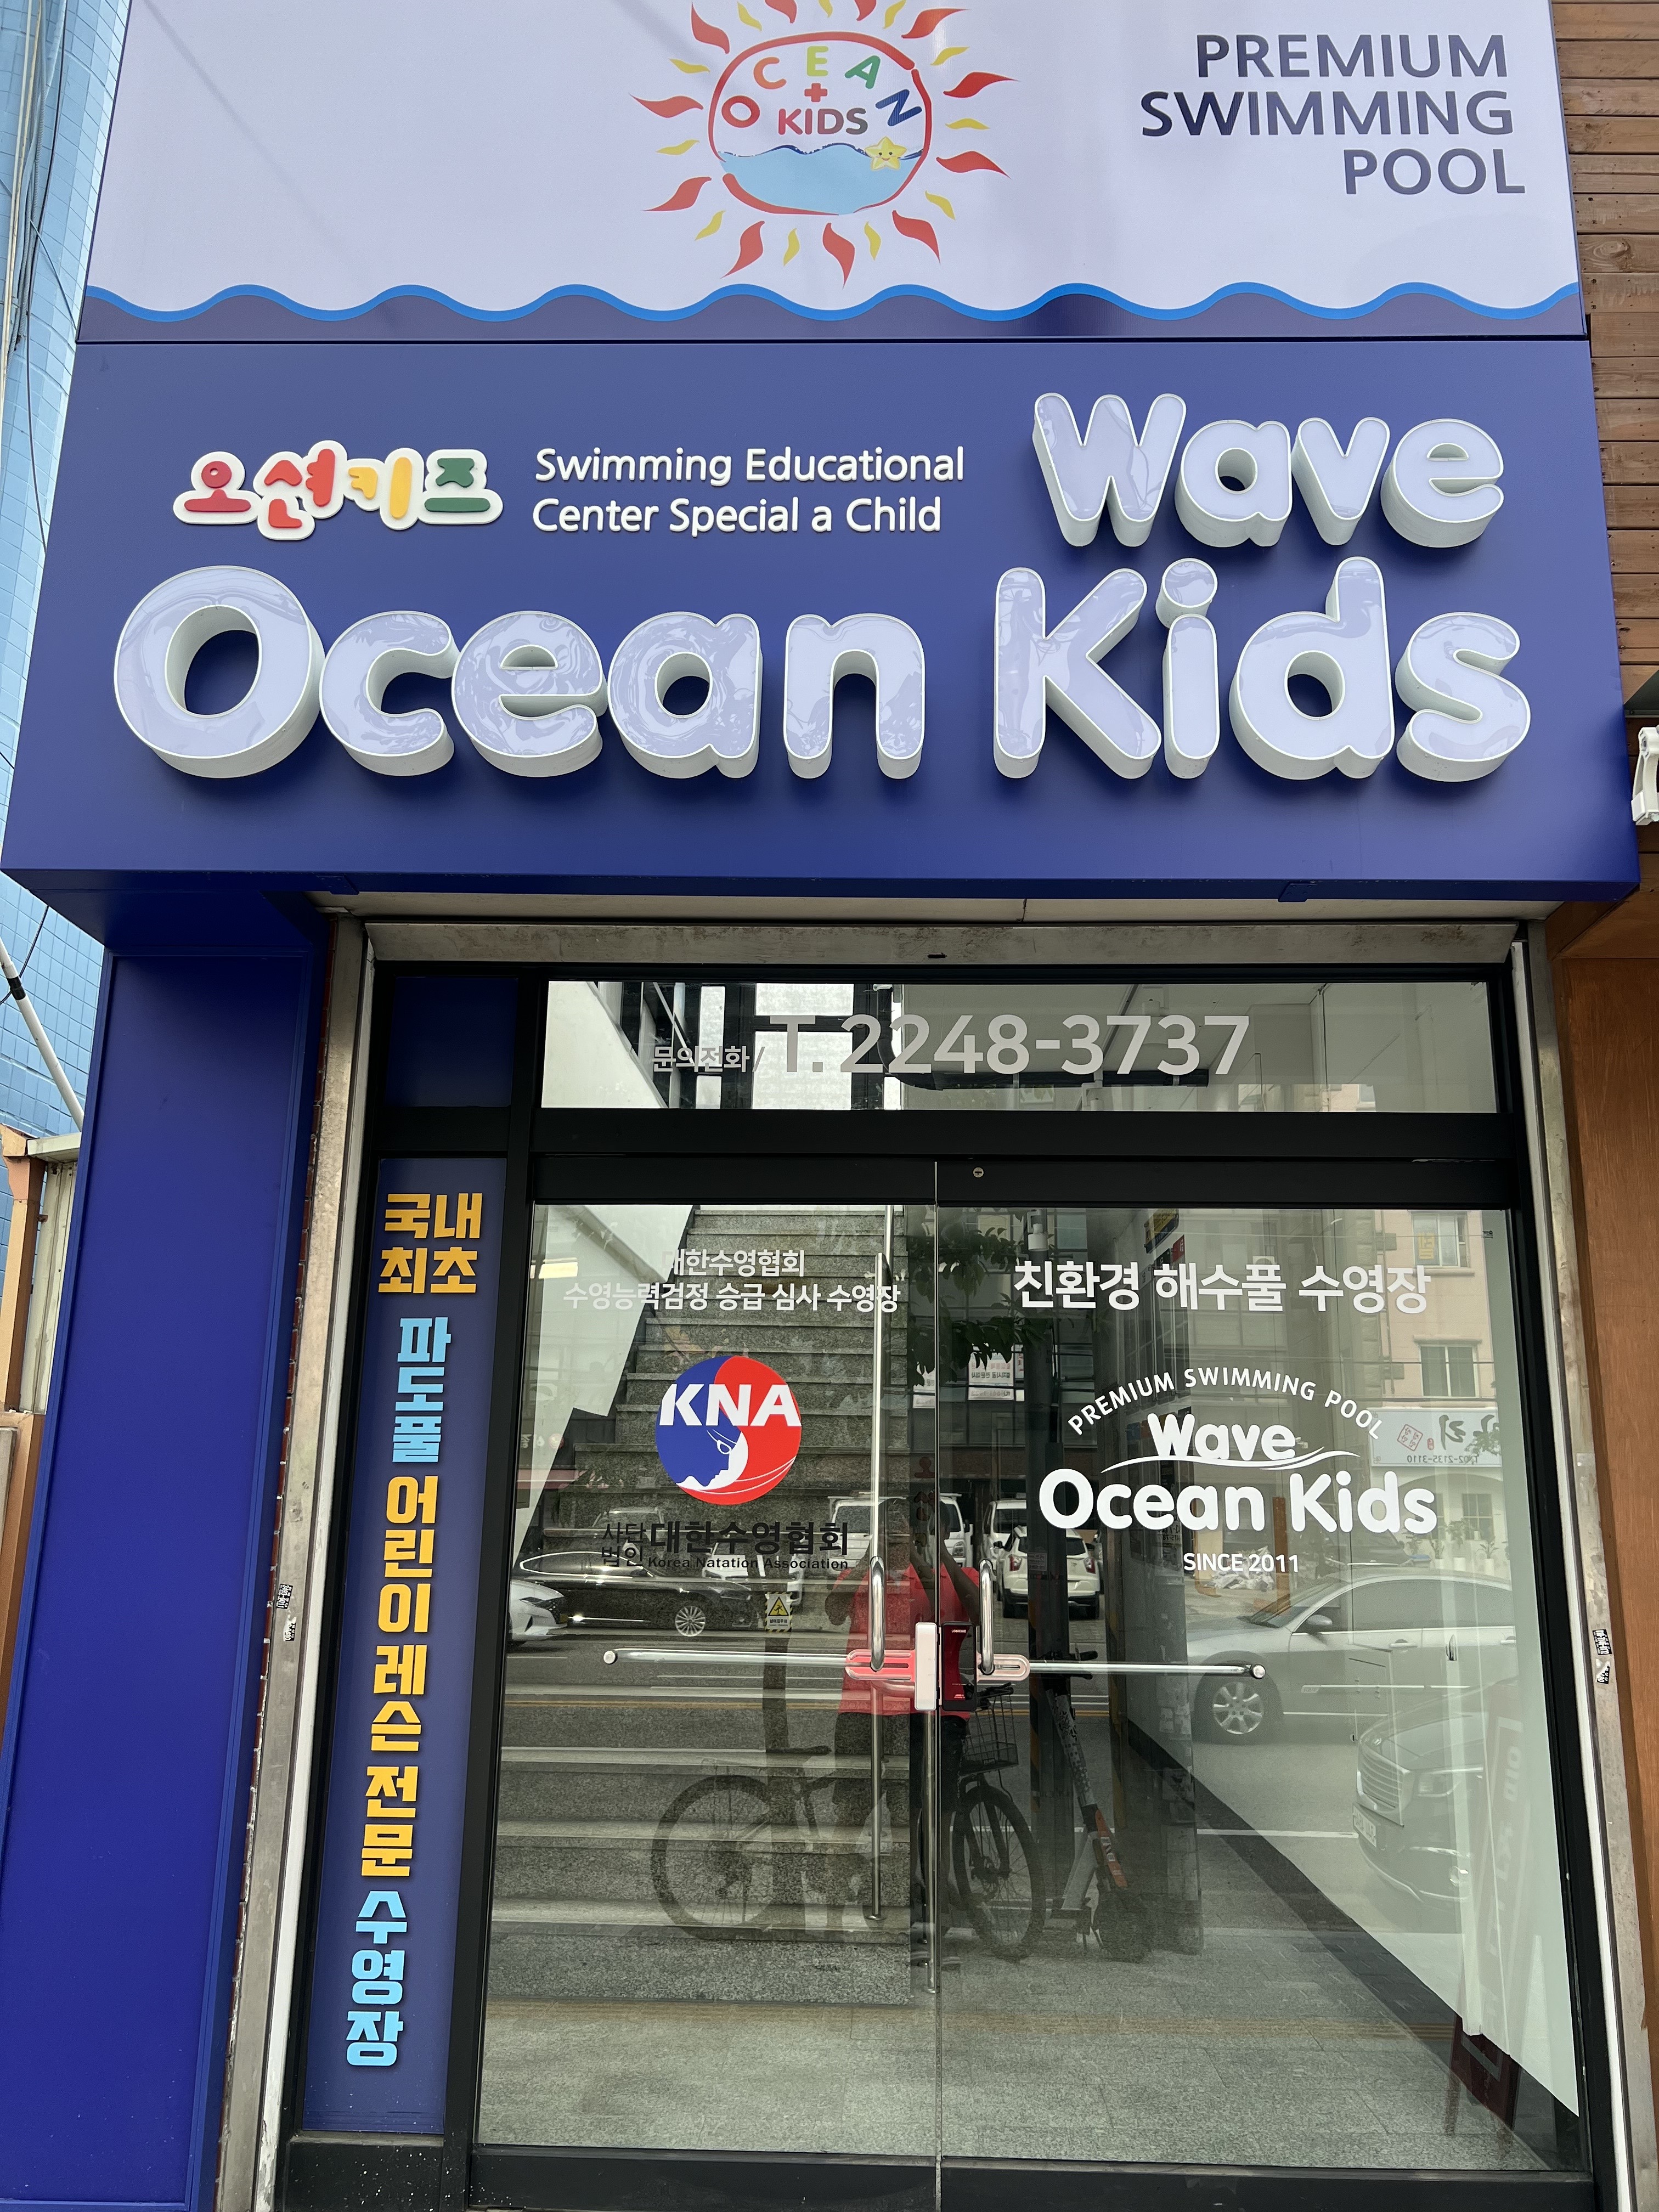 OCEAN
+
KIDS
PREMIUM
SWIMMING
POOL
오션키즈
Swimming Educational
Center Special a Child
Wave
Ocean Kids
문의전화/ T. 2248-3737
국내
최초
파도풀 어린이 레슨 전문 수영장
대한수영협회
수영능력검정 승급 심사 수영장
KNA
사단법인 대한수영협회
Korea Natation Association
친환경 해수풀 수영장
PREMIUM SWIMMING POOL
Wave
Ocean Kids
SINCE 2011